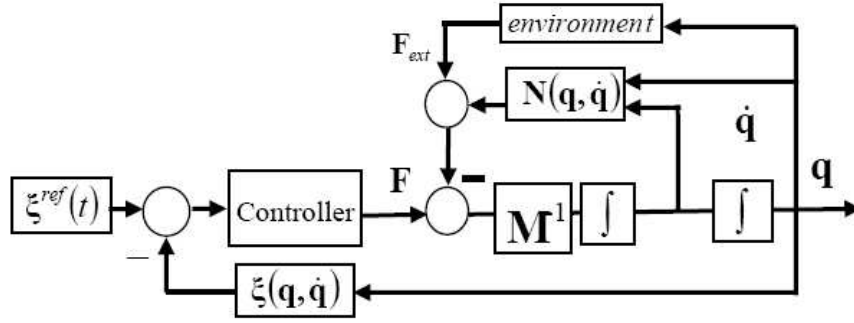 environment
F_ext
N(q, q̇)
q̇
F
−
q
ξ^ref(t)
Controller
M^1
∫
∫
−
ξ(q, q̇)